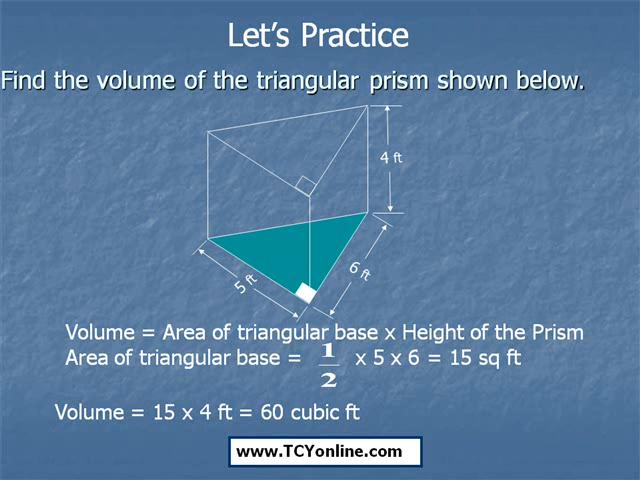 Let's Practice
Find the volume of the triangular prism shown below.
4 ft
5 ft
6 ft
Volume = Area of triangular base x Height of the Prism
Area of triangular base = 1/2 x 5 x 6 = 15 sq ft
Volume = 15 x 4 ft = 60 cubic ft
www.TCYonline.com